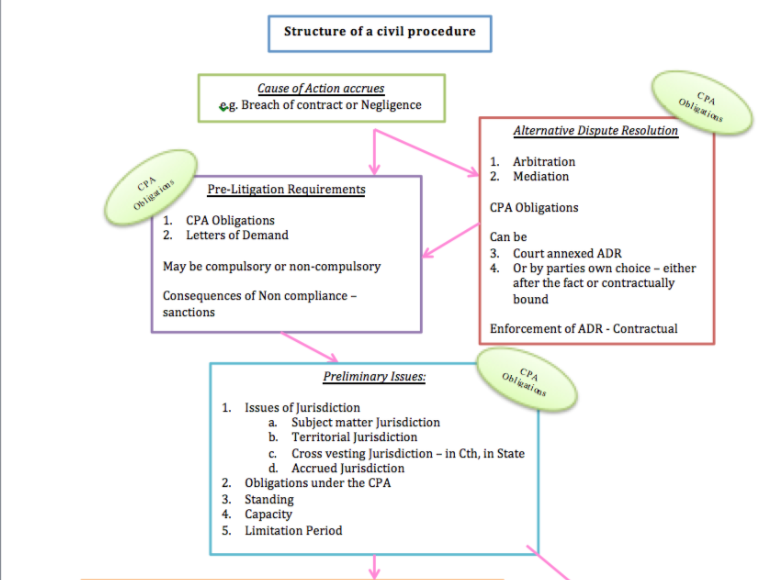 Structure of a civil procedure
Cause of Action accrues
e.g. Breach of contract or Negligence
CPA
Obligations
Alternative Dispute Resolution
1. Arbitration
2. Mediation
CPA Obligations
Can be
3. Court annexed ADR
4. Or by parties own choice – either
after the fact or contractually
bound
Enforcement of ADR - Contractual
CPA
Obligations
Pre-Litigation Requirements
1. CPA Obligations
2. Letters of Demand
May be compulsory or non-compulsory
Consequences of Non compliance –
sanctions
CPA
Obligations
Preliminary Issues:
1. Issues of Jurisdiction
a. Subject matter Jurisdiction
b. Territorial Jurisdiction
c. Cross vesting Jurisdiction – in Cth, in State
d. Accrued Jurisdiction
2. Obligations under the CPA
3. Standing
4. Capacity
5. Limitation Period